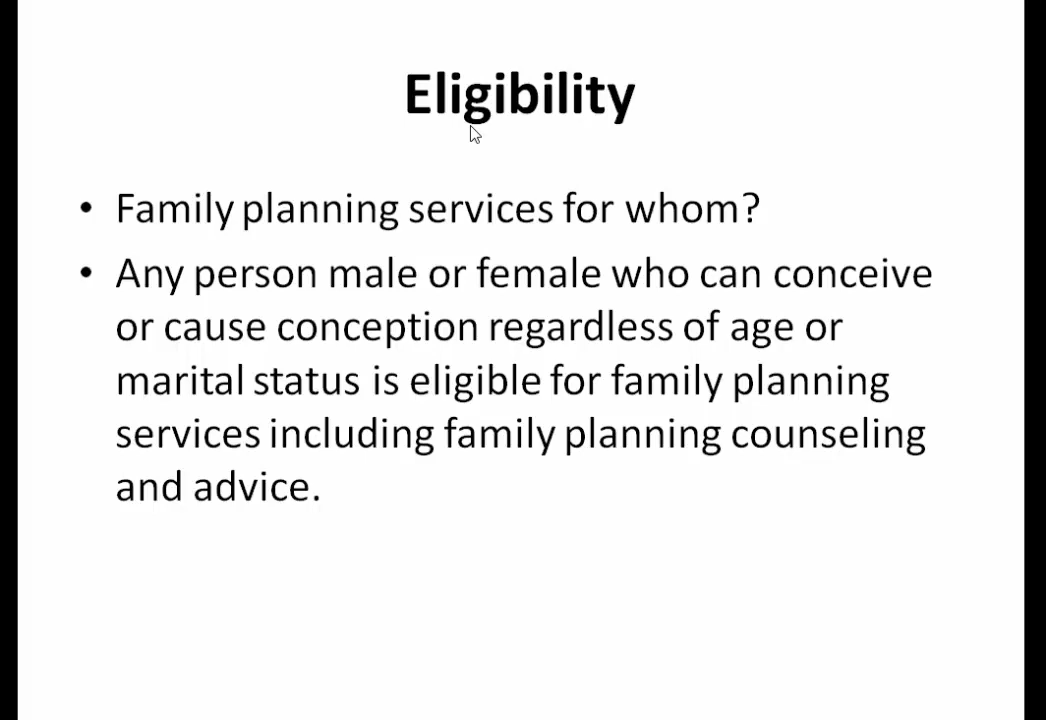 Eligibility
• Family planning services for whom?
• Any person male or female who can conceive
or cause conception regardless of age or
marital status is eligible for family planning
services including family planning counseling
and advice.